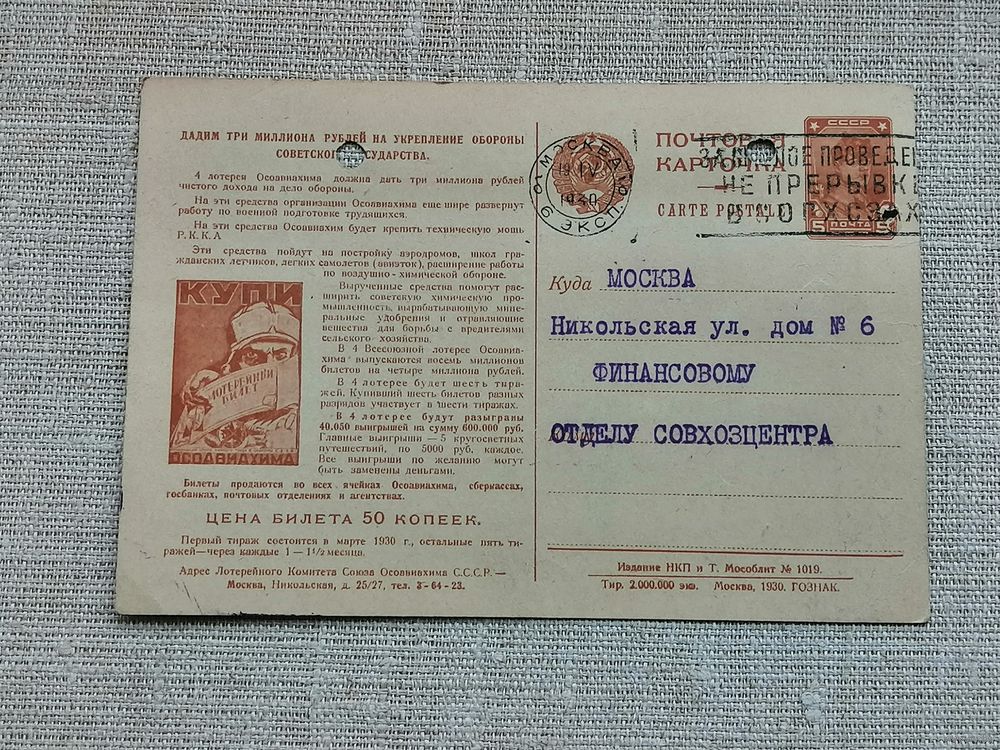 ДАДИМ ТРИ МИЛЛИОНА РУБЛЕЙ НА УКРЕПЛЕНИЕ ОБОРОНЫ
СОВЕТСКОГО ГОСУДАРСТВА.
4 лотерея Осоавиахима должна дать три миллиона рублей
чистого дохода на дело обороны.
На эти средства организации Осоавиахима еще шире развернут
работу по военной подготовке трудящихся.
На эти средства Осоавиахим будет крепить техническую мощь
Р.К.К.А
Эти средства пойдут на постройку аэродромов, школ гра-
жданских летчиков, легких самолетов (авиэток), расширение работы
по воздушно-химической обороне.
Вырученные средства помогут рас-
ширить советскую химическую про-
мышленность, вырабатывающую мине-
ральные удобрения и отравляющие
вещества для борьбы с вредителями
сельского хозяйства.
В 4 Всесоюзной лотерее Осоавиа-
хима выпускаются восемь миллионов
билетов на четыре миллиона рублей.
В 4 лотерее будет шесть тира-
жей. Купивший шесть билетов разных
разрядов участвует в шести тиражах.
В 4 лотерее будут разыграны
40.050 выигрышей на сумму 600.000 руб.
Главные выигрыши — 5 кругосветных
путешествий, по 5000 руб. каждое.
Все выигрыши по желанию могут
быть заменены деньгами.
КУПИ
ЛОТЕРЕЙНЫЙ
БИЛЕТ
ОСОАВИАХИМА
Билеты продаются во всех ячейках Осоавиахима, сберкассах,
госбанках, почтовых отделениях и агентствах.
ЦЕНА БИЛЕТА 50 КОПЕЕК.
Первый тираж состоится в марте 1930 г., остальные пять ти-
ражей—через каждые 1 — 1½ месяца.
Адрес Лотерейного Комитета Союза Осоавиахима С.С.С.Р.—
Москва, Никольская, д. 25/27, тел. 3-64-23.
МОСКВА
19 IV
6 ЭКСП.
ПОЧТОВАЯ
КАРТОЧКА
CARTE POSTALE
СССР
5 ПОЧТА 5
ПРОВЕДЕН
НЕ ПРЕРЫВК
Куда МОСКВА
Никольская ул. дом № 6
ФИНАНСОВОМУ
ОТДЕЛУ СОВХОЗЦЕНТРА
Издание НКП и Т. Мособлит № 1019.
Тир. 2.000.000 экз. Москва, 1930. ГОЗНАК.